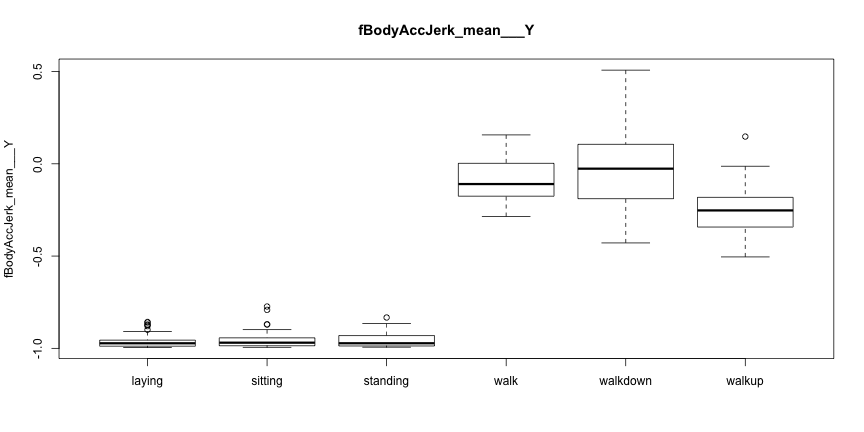 fBodyAccJerk_mean___Y
fBodyAccJerk_mean___Y
0.5
0.0
-0.5
-1.0
laying sitting standing walk walkdown walkup